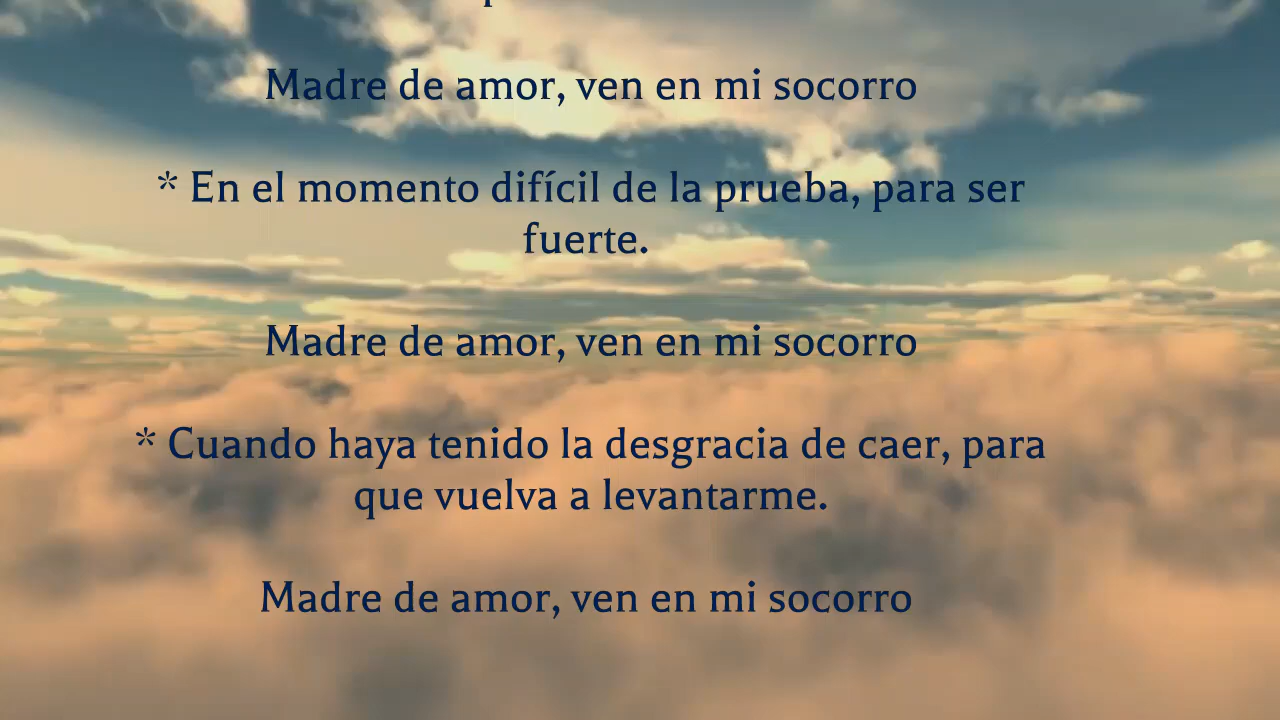 Madre de amor, ven en mi socorro
* En el momento difícil de la prueba, para ser
fuerte.
Madre de amor, ven en mi socorro
* Cuando haya tenido la desgracia de caer, para
que vuelva a levantarme.
Madre de amor, ven en mi socorro